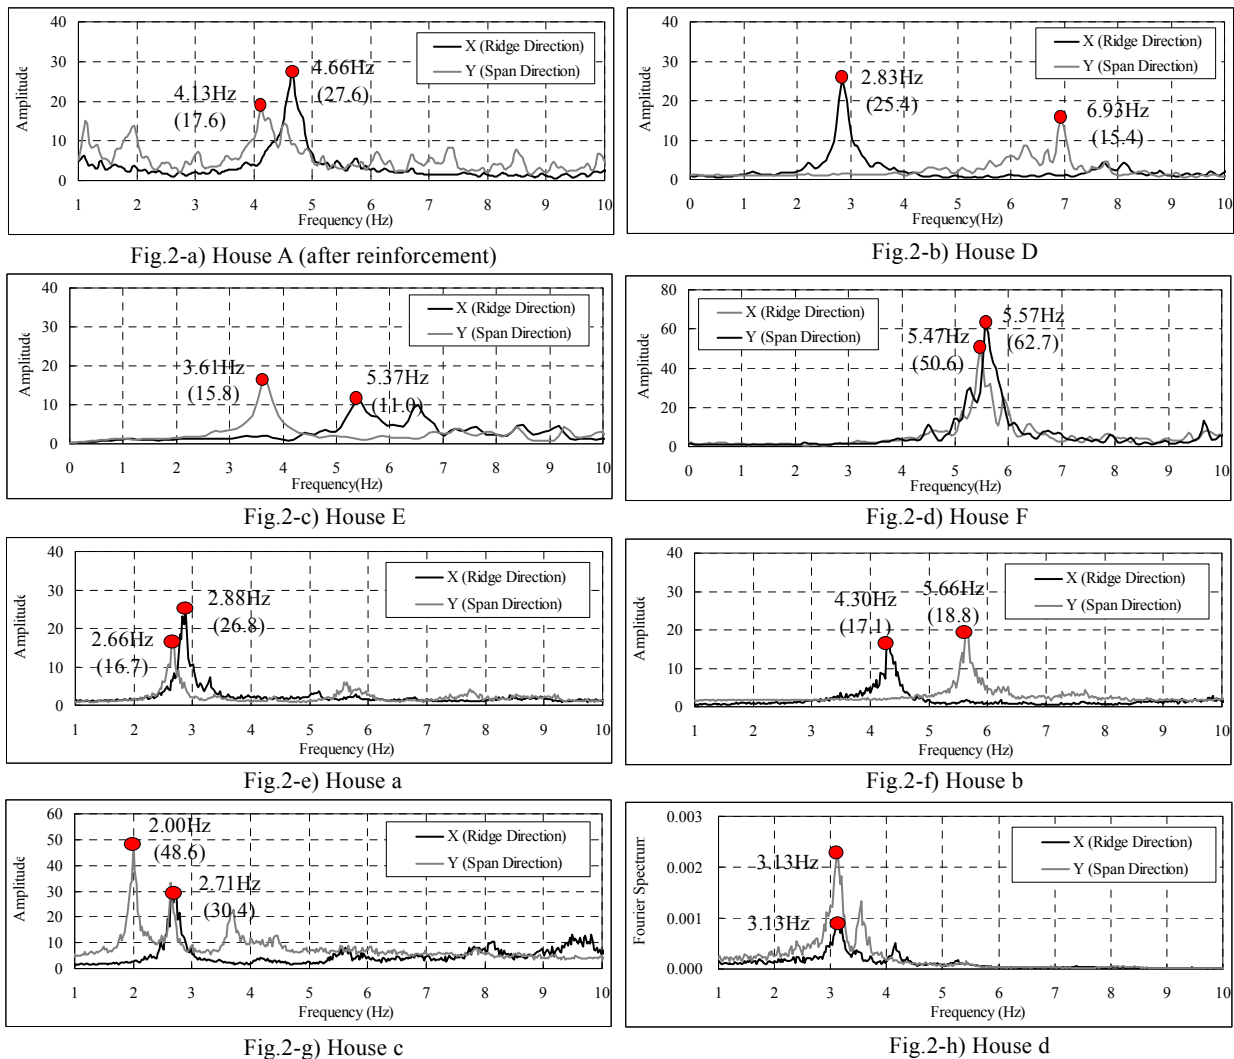 40
30
20
10
0
Amplitude
X (Ridge Direction)
Y (Span Direction)
4.66Hz
(27.6)
4.13Hz
(17.6)
1 2 3 4 5 6 7 8 9 10
Frequency (Hz)
Fig.2-a) House A (after reinforcement)
40
30
20
10
0
Amplitude
X (Ridge Direction)
Y (Span Direction)
2.83Hz
(25.4)
6.93Hz
(15.4)
0 1 2 3 4 5 6 7 8 9 10
Frequency (Hz)
Fig.2-b) House D
40
30
20
10
0
Amplitude
X (Ridge Direction)
Y (Span Direction)
3.61Hz
(15.8)
5.37Hz
(11.0)
0 1 2 3 4 5 6 7 8 9 10
Frequency(Hz)
Fig.2-c) House E
80
60
40
20
0
Amplitude
X (Ridge Direction)
Y (Span Direction)
5.57Hz
(62.7)
5.47Hz
(50.6)
0 1 2 3 4 5 6 7 8 9 10
Frequency(Hz)
Fig.2-d) House F
40
30
20
10
0
Amplitude
X (Ridge Direction)
Y (Span Direction)
2.88Hz
(26.8)
2.66Hz
(16.7)
1 2 3 4 5 6 7 8 9 10
Frequency (Hz)
Fig.2-e) House a
40
30
20
10
0
Amplitude
X (Ridge Direction)
Y (Span Direction)
4.30Hz
(17.1)
5.66Hz
(18.8)
1 2 3 4 5 6 7 8 9 10
Frequency (Hz)
Fig.2-f) House b
60
50
40
30
20
10
0
Amplitude
X (Ridge Direction)
Y (Span Direction)
2.00Hz
(48.6)
2.71Hz
(30.4)
1 2 3 4 5 6 7 8 9 10
Frequency (Hz)
Fig.2-g) House c
0.003
0.002
0.001
0.000
Fourier Spectrum
X (Ridge Direction)
Y (Span Direction)
3.13Hz
3.13Hz
1 2 3 4 5 6 7 8 9 10
Frequency (Hz)
Fig.2-h) House d